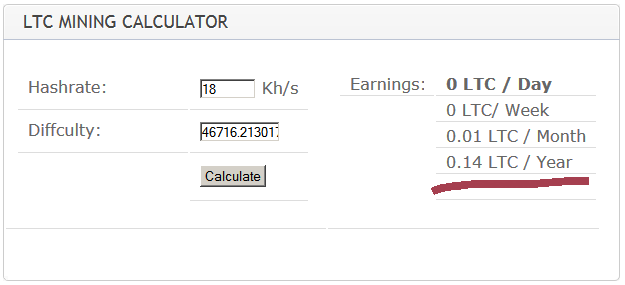 LTC MINING CALCULATOR
Hashrate: 18 Kh/s
Diffculty: 46716.213017
Calculate
Earnings: 0 LTC / Day
0 LTC/ Week
0.01 LTC / Month
0.14 LTC / Year